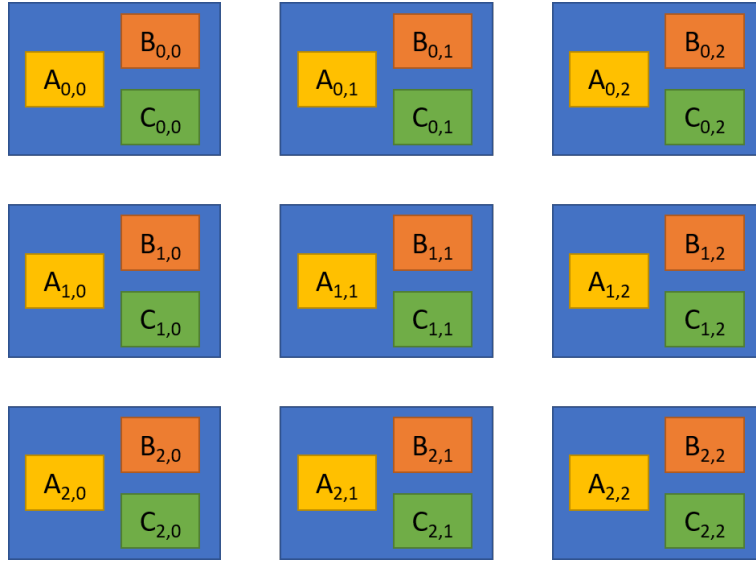 B0,0
A0,0
C0,0
B0,1
A0,1
C0,1
B0,2
A0,2
C0,2
B1,0
A1,0
C1,0
B1,1
A1,1
C1,1
B1,2
A1,2
C1,2
B2,0
A2,0
C2,0
B2,1
A2,1
C2,1
B2,2
A2,2
C2,2